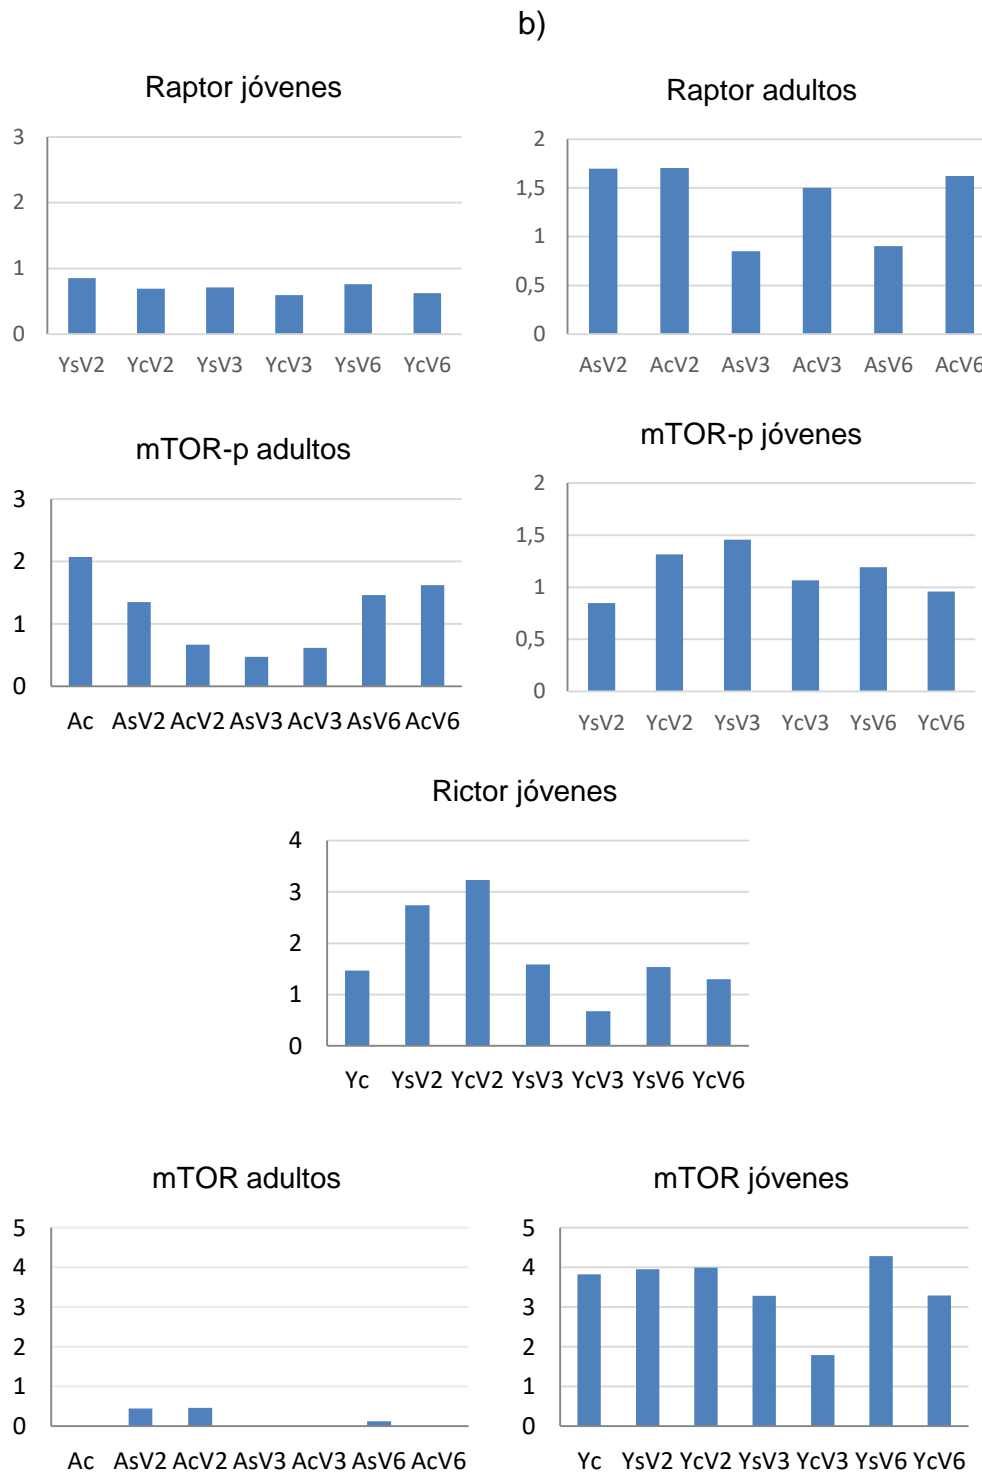 b)
Raptor jóvenes
3
2
1
0
YsV2 YcV2 YsV3 YcV3 YsV6 YcV6
Raptor adultos
2
1,5
1
0,5
0
AsV2 AcV2 AsV3 AcV3 AsV6 AcV6
mTOR-p adultos
3
2
1
0
Ac AsV2 AcV2 AsV3 AcV3 AsV6 AcV6
mTOR-p jóvenes
2
1,5
1
0,5
0
YsV2 YcV2 YsV3 YcV3 YsV6 YcV6
Rictor jóvenes
4
3
2
1
0
Yc YsV2 YcV2 YsV3 YcV3 YsV6 YcV6
mTOR adultos
5
4
3
2
1
0
Ac AsV2 AcV2 AsV3 AcV3 AsV6 AcV6
mTOR jóvenes
5
4
3
2
1
0
Yc YsV2 YcV2 YsV3 YcV3 YsV6 YcV6